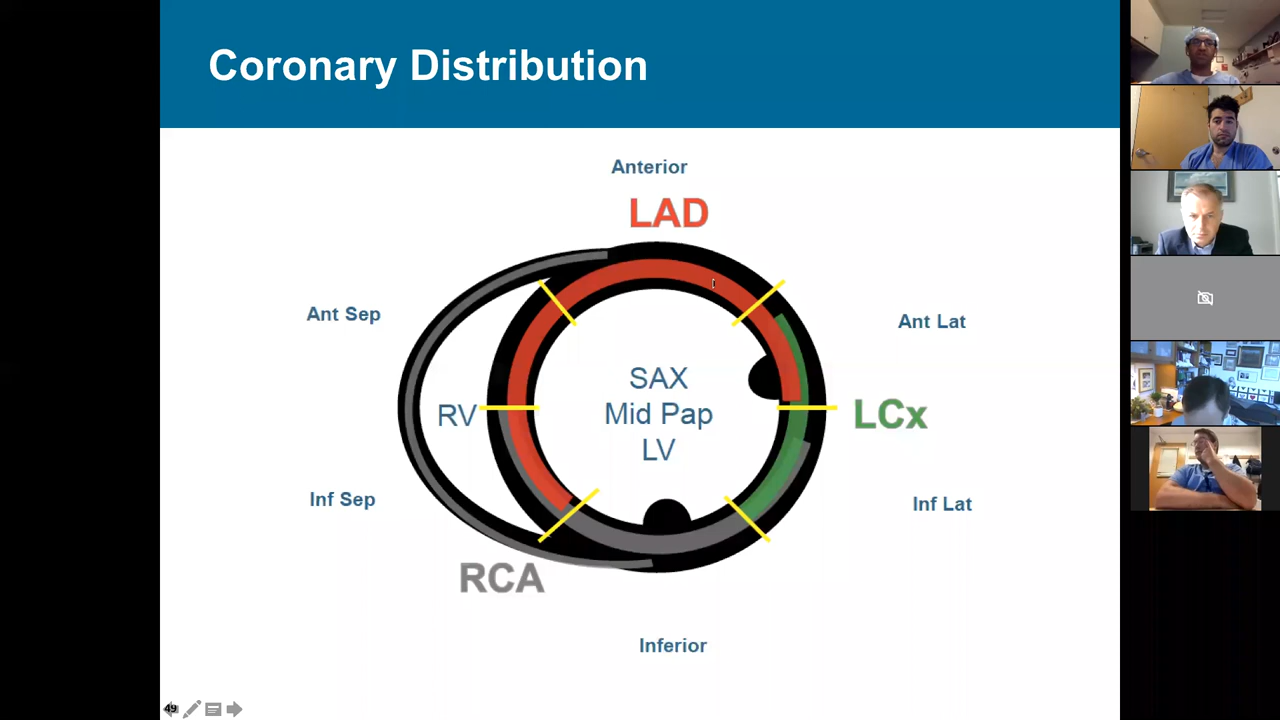 Coronary Distribution
Anterior
LAD
Ant Sep
Ant Lat
SAX
Mid Pap
LV
RV
LCx
Inf Sep
Inf Lat
RCA
Inferior
49